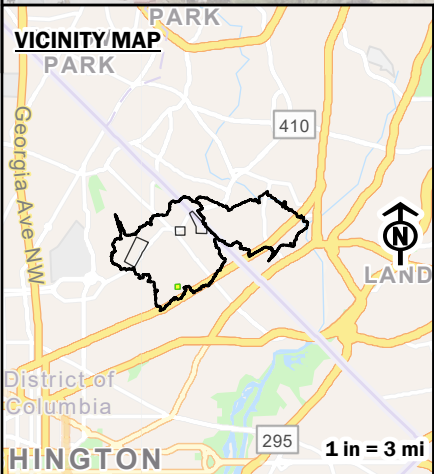 PARK
VICINITY MAP
PARK
410
Georgia Ave NW
N
LAND
District of
Columbia
295
1 in = 3 mi
HINGTON